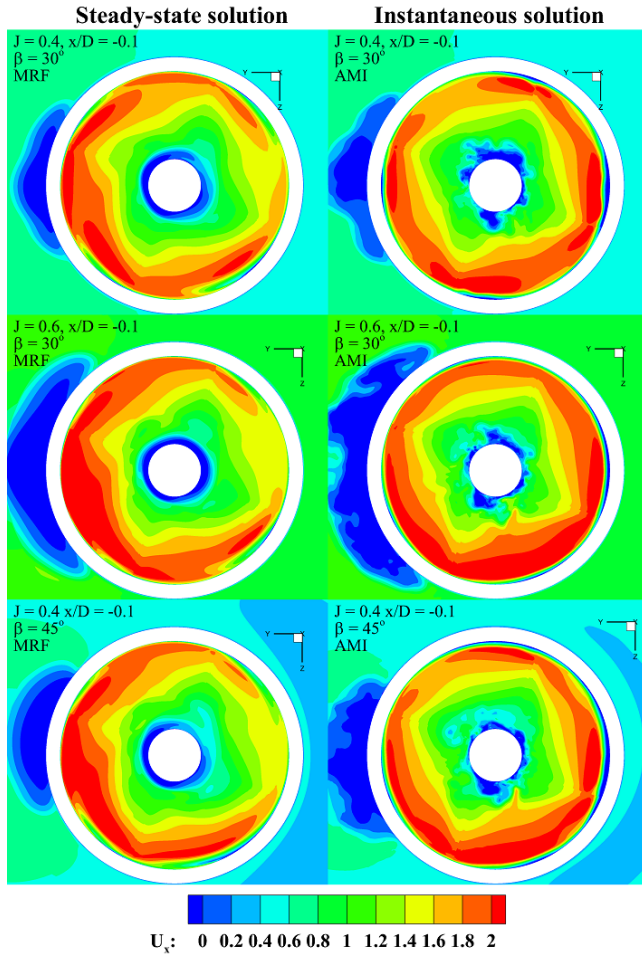 Steady-state solution
Instantaneous solution
J = 0.4, x/D = -0.1
β = 30°
MRF
Y X
Z
J = 0.4, x/D = -0.1
β = 30°
AMI
Y X
Z
J = 0.6, x/D = -0.1
β = 30°
MRF
Y X
Z
J = 0.6, x/D = -0.1
β = 30°
AMI
Y X
Z
J = 0.4 x/D = -0.1
β = 45°
MRF
Y X
Z
J = 0.4 x/D = -0.1
β = 45°
AMI
Y X
Z
Uₓ: 0 0.2 0.4 0.6 0.8 1 1.2 1.4 1.6 1.8 2